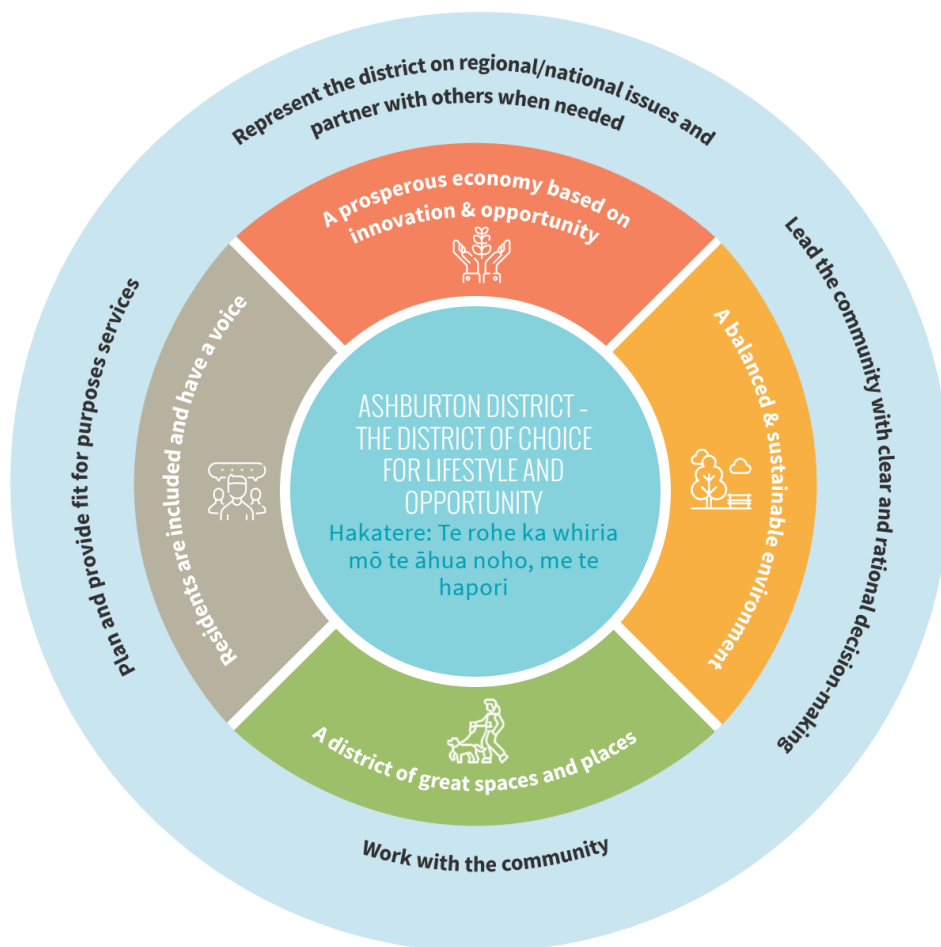 Represent the district on regional/national issues and
partner with others when needed
A prosperous economy based on
innovation & opportunity
Lead the community with clear and rational decision-making
A balanced & sustainable environment
Plan and provide fit for purposes services
Residents are included and have a voice
ASHBURTON DISTRICT –
THE DISTRICT OF CHOICE
FOR LIFESTYLE AND
OPPORTUNITY
Hakatere: Te rohe ka whiria
mō te āhua noho, me te
hapori
A district of great spaces and places
Work with the community